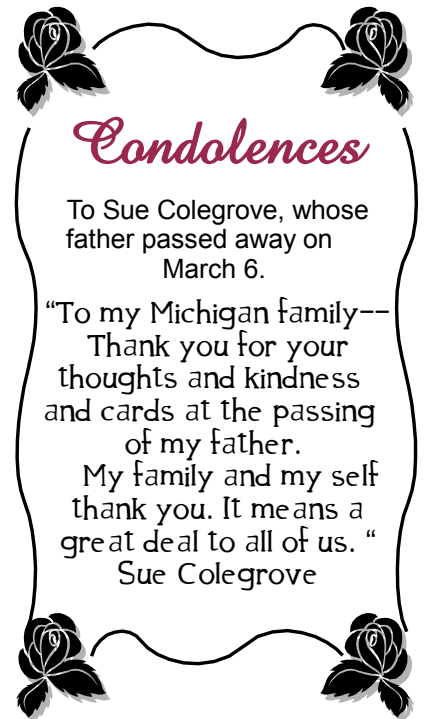 Condolences
To Sue Colegrove, whose
father passed away on
March 6.
“To my Michigan family--
Thank you for your
thoughts and kindness
and cards at the passing
of my father.
My family and my self
thank you. It means a
great deal to all of us. “
Sue Colegrove